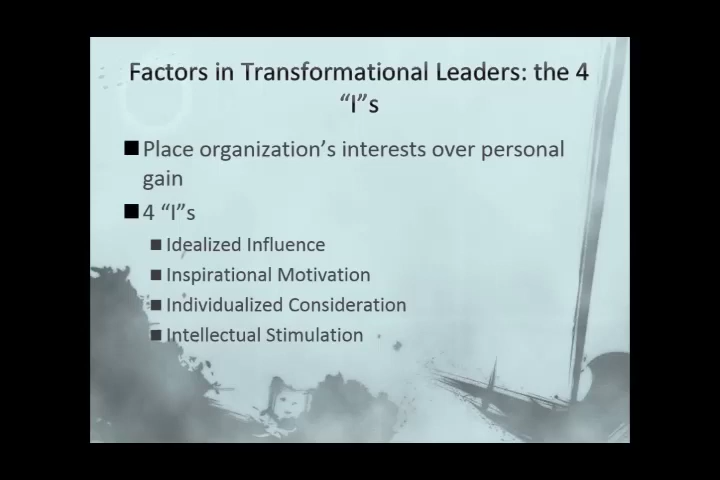 Factors in Transformational Leaders: the 4
“I”s
Place organization’s interests over personal
gain
4 “I”s
Idealized Influence
Inspirational Motivation
Individualized Consideration
Intellectual Stimulation